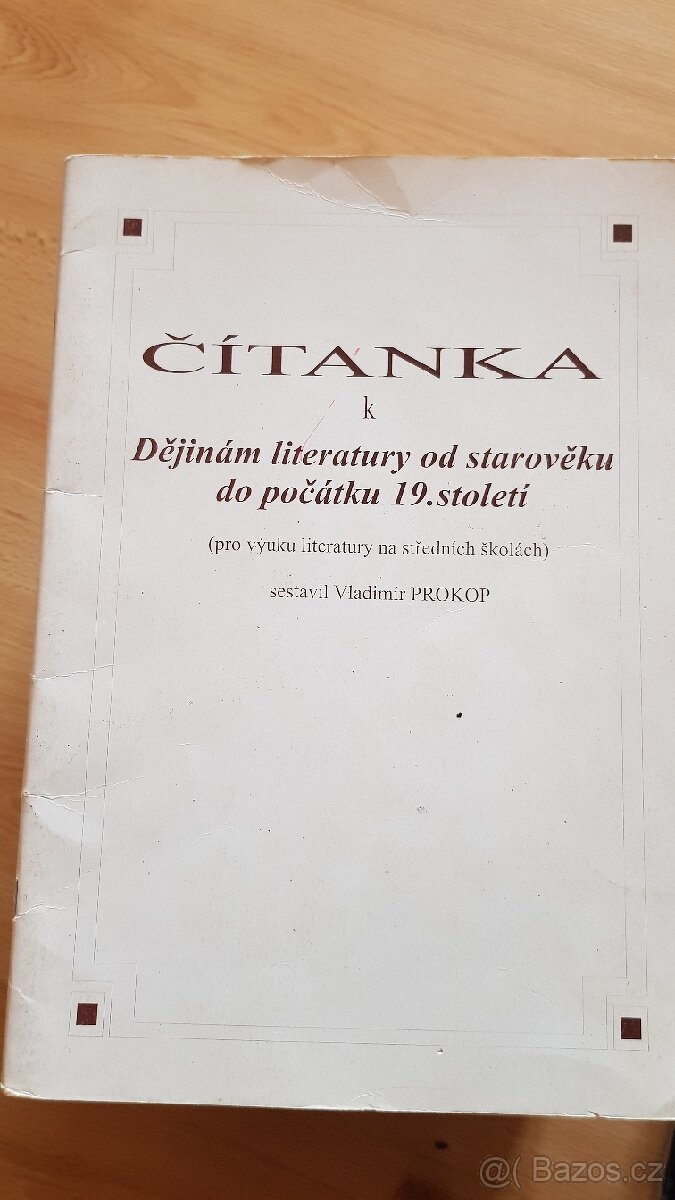 ČÍTANKA
k
Dějinám literatury od starověku
do počátku 19.století
(pro výuku literatury na středních školách)
sestavil Vladimír PROKOP
@( Bazos.cz